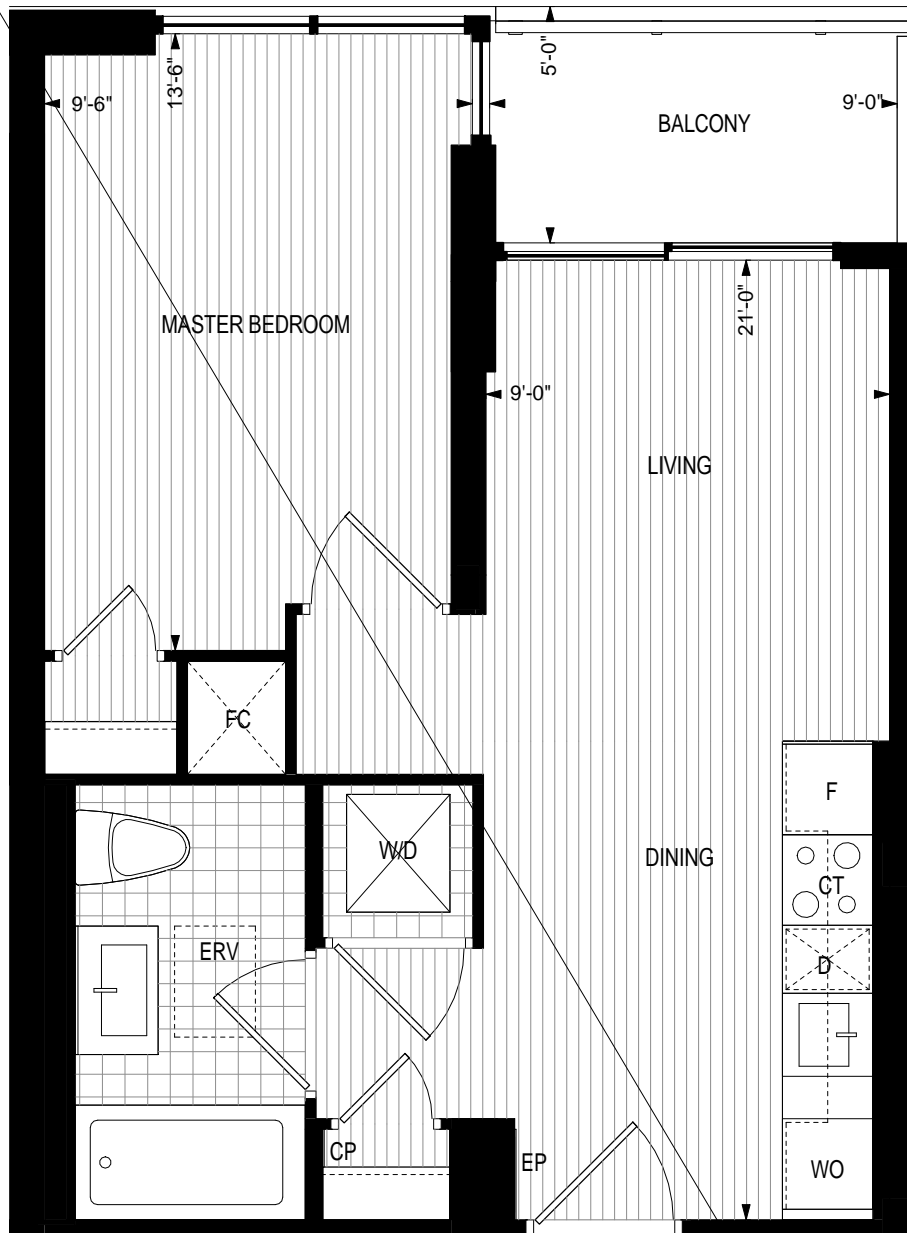 9'-6"
13'-6"
5'-0"
BALCONY
9'-0"
MASTER BEDROOM
21'-0"
9'-0"
LIVING
FC
F
W/D
DINING
CT
ERV
D
CP
EP
WO